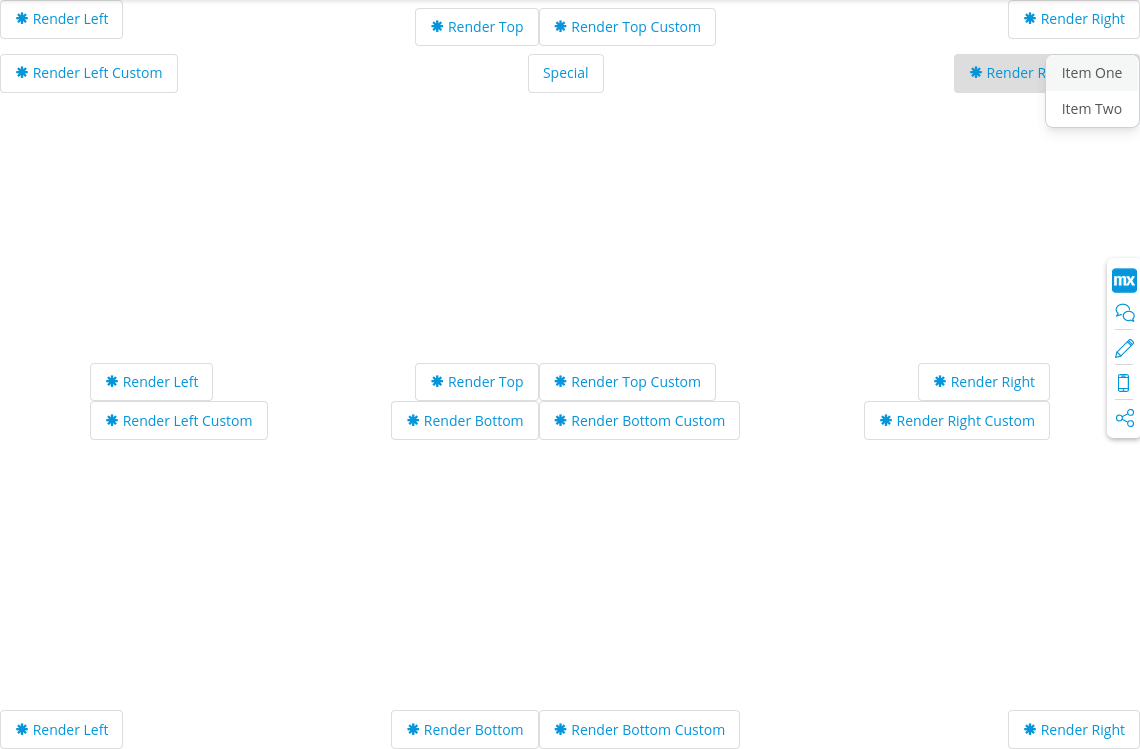 Render Left
Render Top
Render Top Custom
Render Right
Render Left Custom
Special
Render R
Item One
Item Two
mx
Render Left
Render Top
Render Top Custom
Render Right
Render Left Custom
Render Bottom
Render Bottom Custom
Render Right Custom
Render Left
Render Bottom
Render Bottom Custom
Render Right